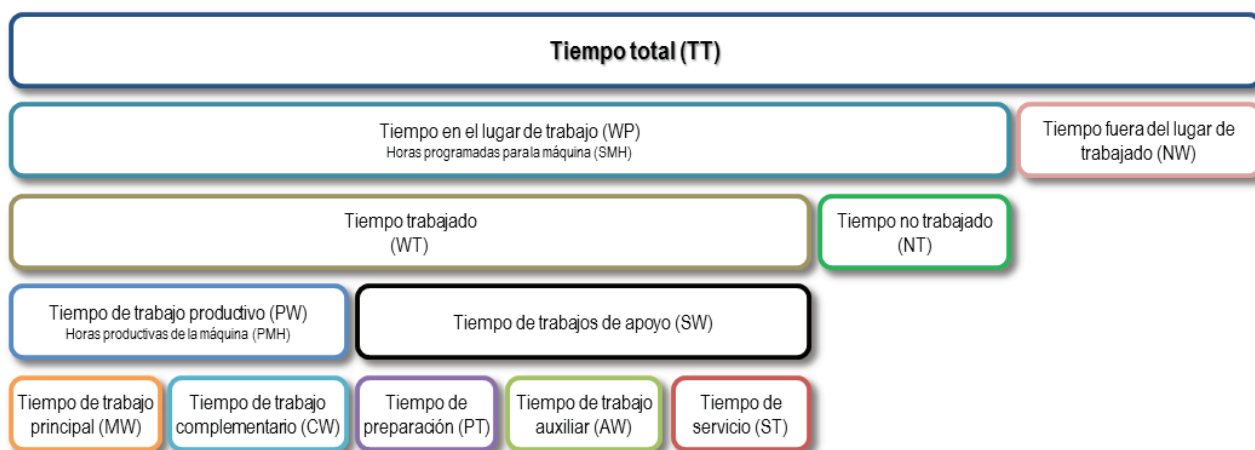 Tiempo total (TT)
Tiempo en el lugar de trabajo (WP)
Horas programadas para la máquina (SMH)
Tiempo fuera del lugar de
trabajado (NW)
Tiempo trabajado
(WT)
Tiempo no trabajado
(NT)
Tiempo de trabajo productivo (PW)
Horas productivas de la máquina (PMH)
Tiempo de trabajos de apoyo (SW)
Tiempo de trabajo
principal (MW)
Tiempo de trabajo
complementario (CW)
Tiempo de
preparación (PT)
Tiempo de trabajo
auxiliar (AW)
Tiempo de
servicio (ST)